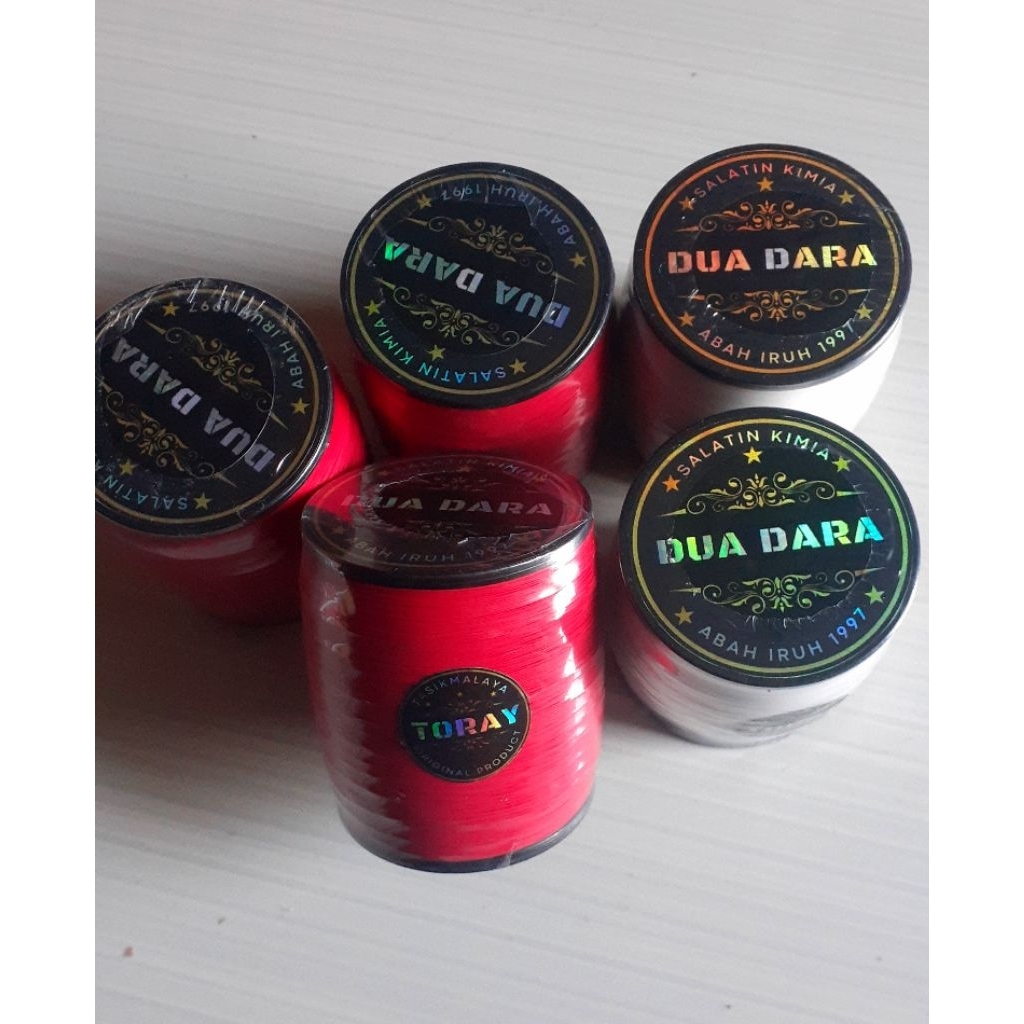 SALATIN KIMIA
DUA DARA
ABAH IRUH 1997
ABAH IRUH 1997
DUA DARA
SALATIN KIMIA
ABAH IRUH 1997
DUA DARA
SALATIN
SALATIN KIMIA
DUA DARA
ABAH IRUH 1997
KIMIA
DUA DARA
ABAH IRUH 1997
TORAY
ORIGINAL PRODUCT